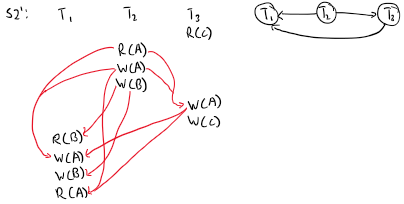 S2': T₁ T₂ T₃
R(C)
R(A)
W(A)
W(B)
W(A)
W(C)
R(B)
W(A)
W(B)
R(A)
T₁ T₂ T₃